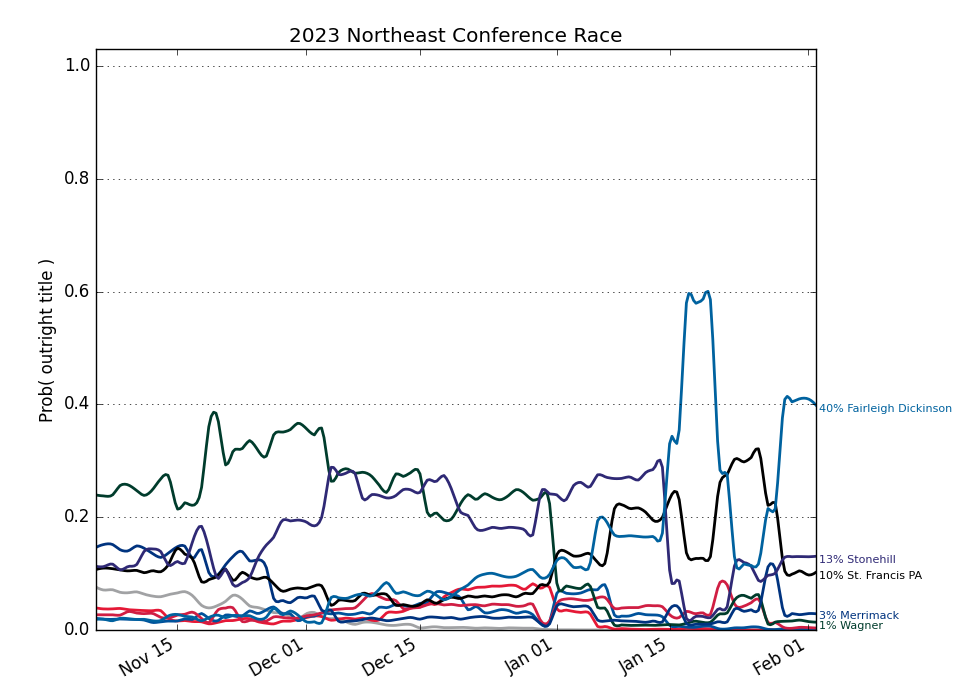 2023 Northeast Conference Race
Prob( outright title )
1.0
0.8
0.6
0.4
0.2
0.0
40% Fairleigh Dickinson
13% Stonehill
10% St. Francis PA
3% Merrimack
1% Wagner
Nov 15
Dec 01
Dec 15
Jan 01
Jan 15
Feb 01